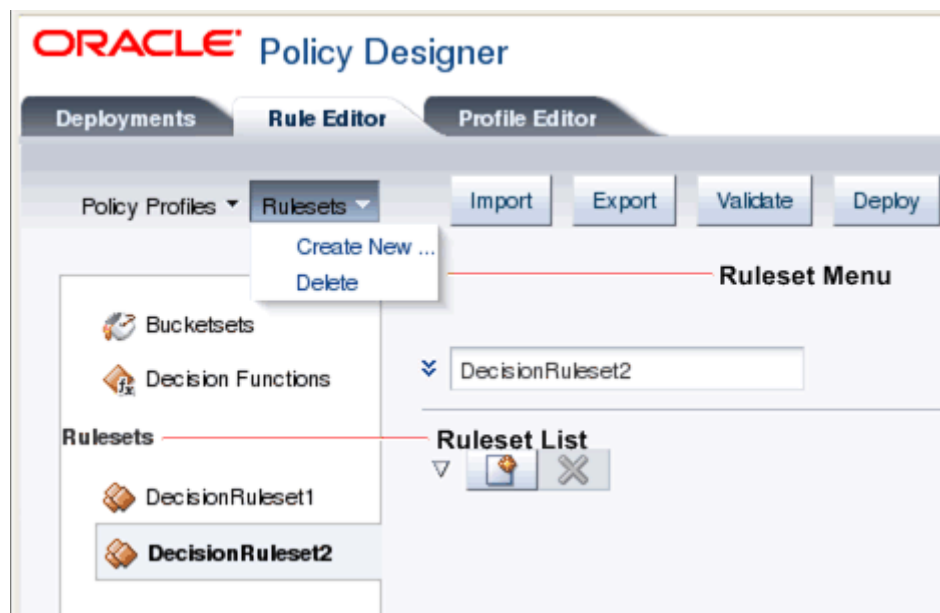 ORACLE Policy Designer
Deployments Rule Editor Profile Editor
Policy Profiles Rulesets Import Export Validate Deploy
Create New ...
Delete
Ruleset Menu
Bucketsets
Decision Functions
DecisionRuleset2
Rulesets
Ruleset List
DecisionRuleset1
DecisionRuleset2